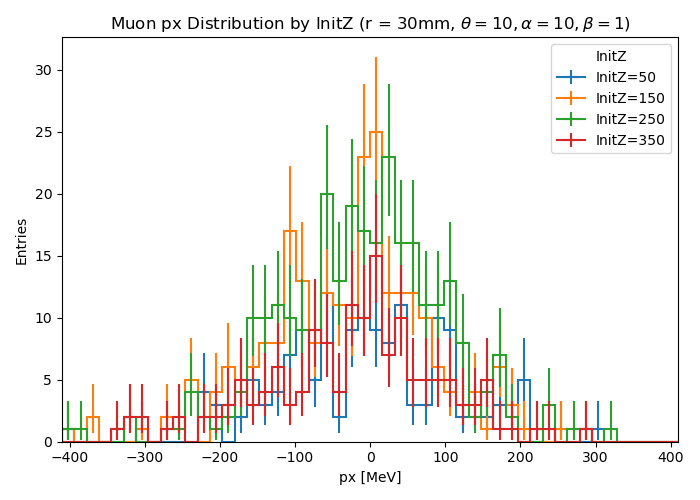 Muon px Distribution by InitZ (r = 30mm, θ = 10, α = 10, β = 1)
InitZ
InitZ=50
InitZ=150
InitZ=250
InitZ=350
Entries
30
25
20
15
10
5
0
−400 −300 −200 −100 0 100 200 300 400
px [MeV]